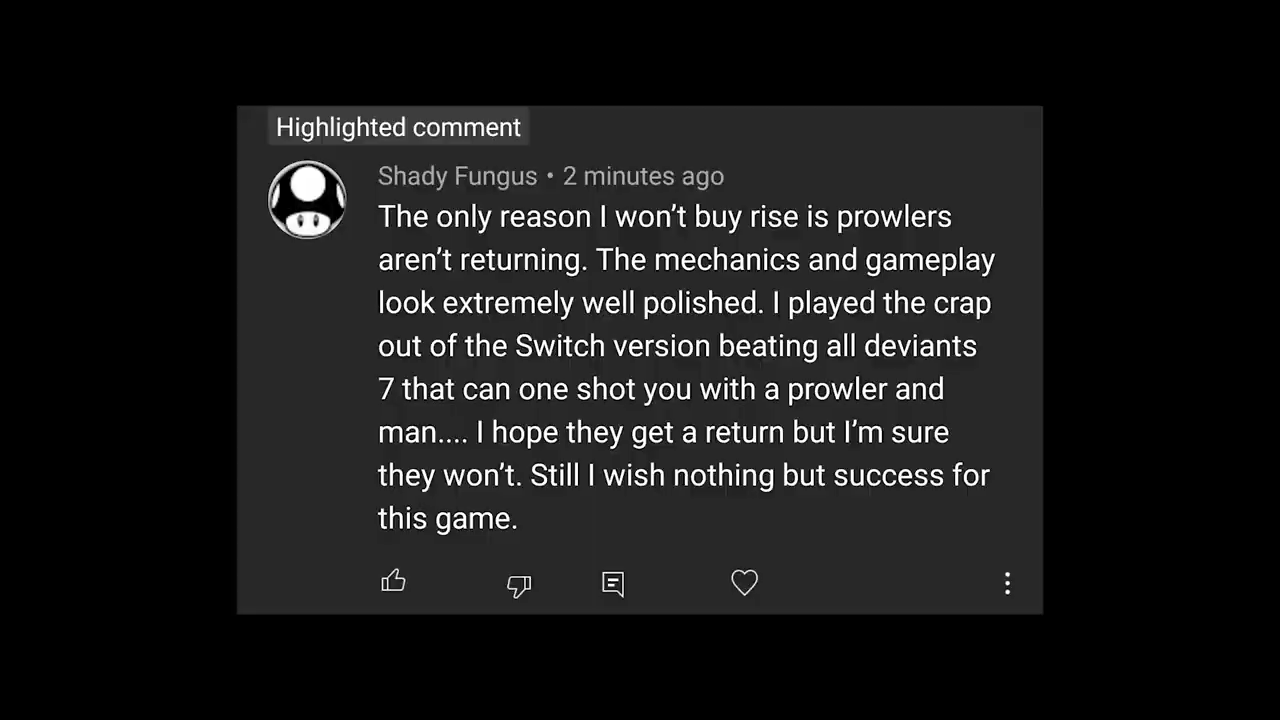 Highlighted comment
Shady Fungus • 2 minutes ago
The only reason I won’t buy rise is prowlers
aren’t returning. The mechanics and gameplay
look extremely well polished. I played the crap
out of the Switch version beating all deviants
7 that can one shot you with a prowler and
man.... I hope they get a return but I’m sure
they won’t. Still I wish nothing but success for
this game.